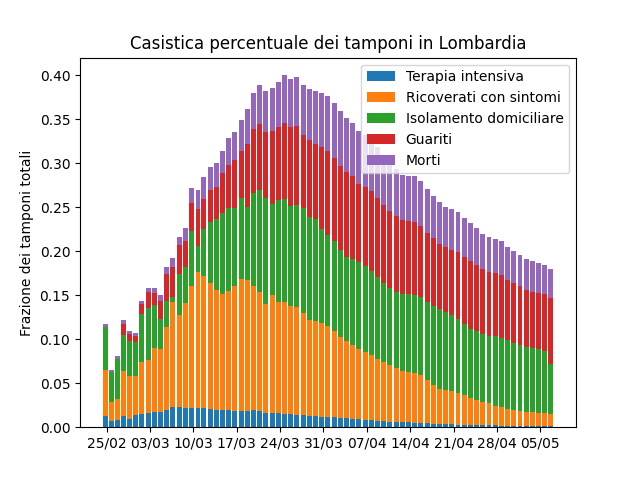 Casistica percentuale dei tamponi in Lombardia
Frazione dei tamponi totali
0.40
0.35
0.30
0.25
0.20
0.15
0.10
0.05
0.00
Terapia intensiva
Ricoverati con sintomi
Isolamento domiciliare
Guariti
Morti
25/02 03/03 10/03 17/03 24/03 31/03 07/04 14/04 21/04 28/04 05/05